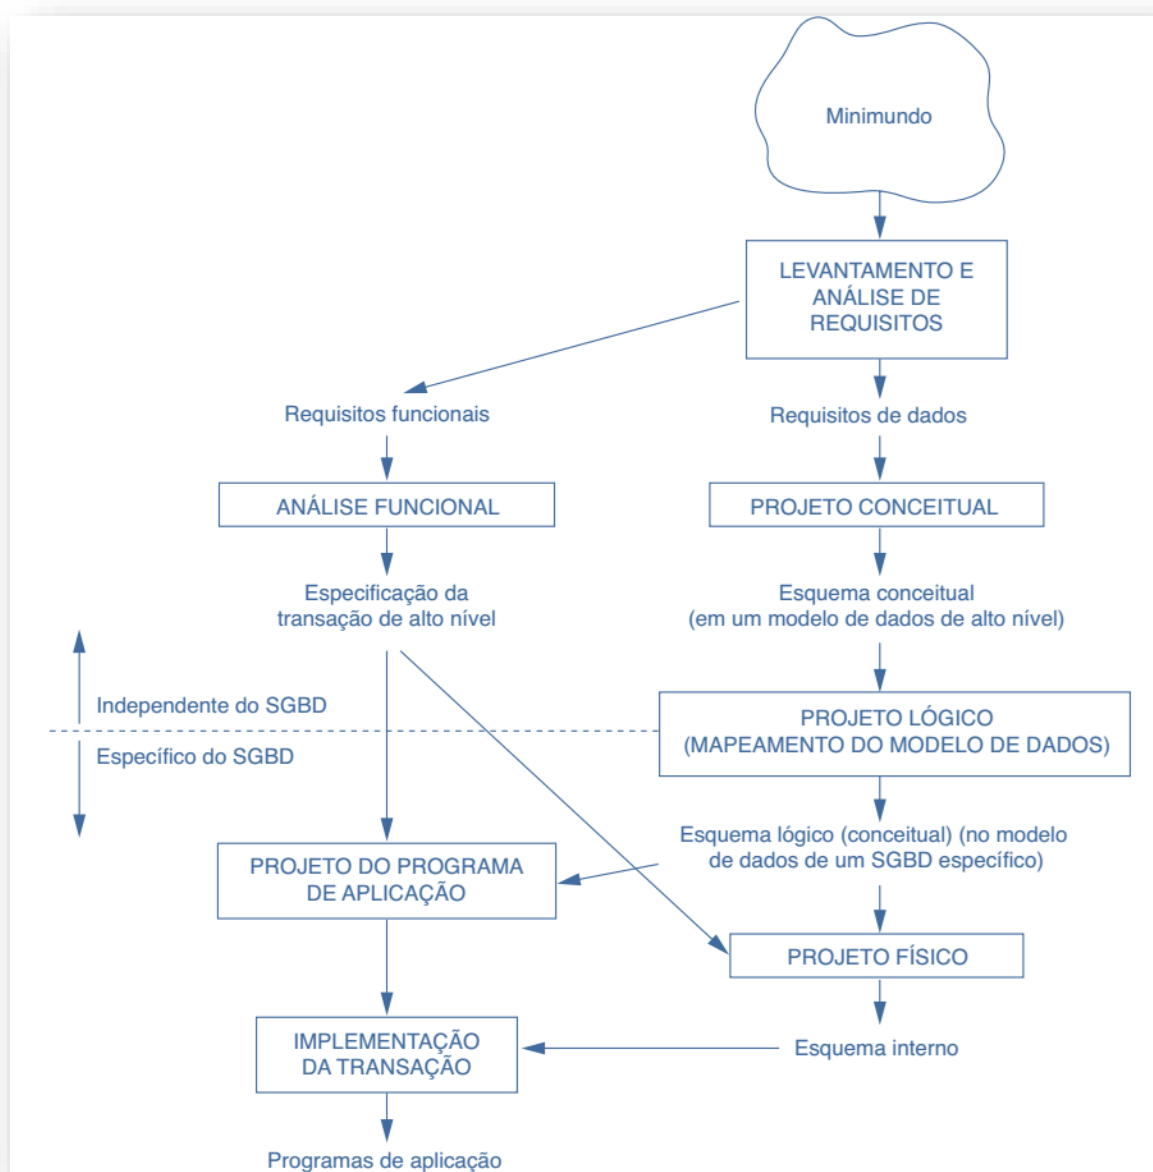 Minimundo
LEVANTAMENTO E
ANÁLISE DE
REQUISITOS
Requisitos funcionais
Requisitos de dados
ANÁLISE FUNCIONAL
PROJETO CONCEITUAL
Especificação da
transação de alto nível
Esquema conceitual
(em um modelo de dados de alto nível)
Independente do SGBD
Específico do SGBD
PROJETO LÓGICO
(MAPEAMENTO DO MODELO DE DADOS)
Esquema lógico (conceitual) (no modelo
de dados de um SGBD específico)
PROJETO DO PROGRAMA
DE APLICAÇÃO
PROJETO FÍSICO
IMPLEMENTAÇÃO
DA TRANSAÇÃO
Esquema interno
Programas de aplicação